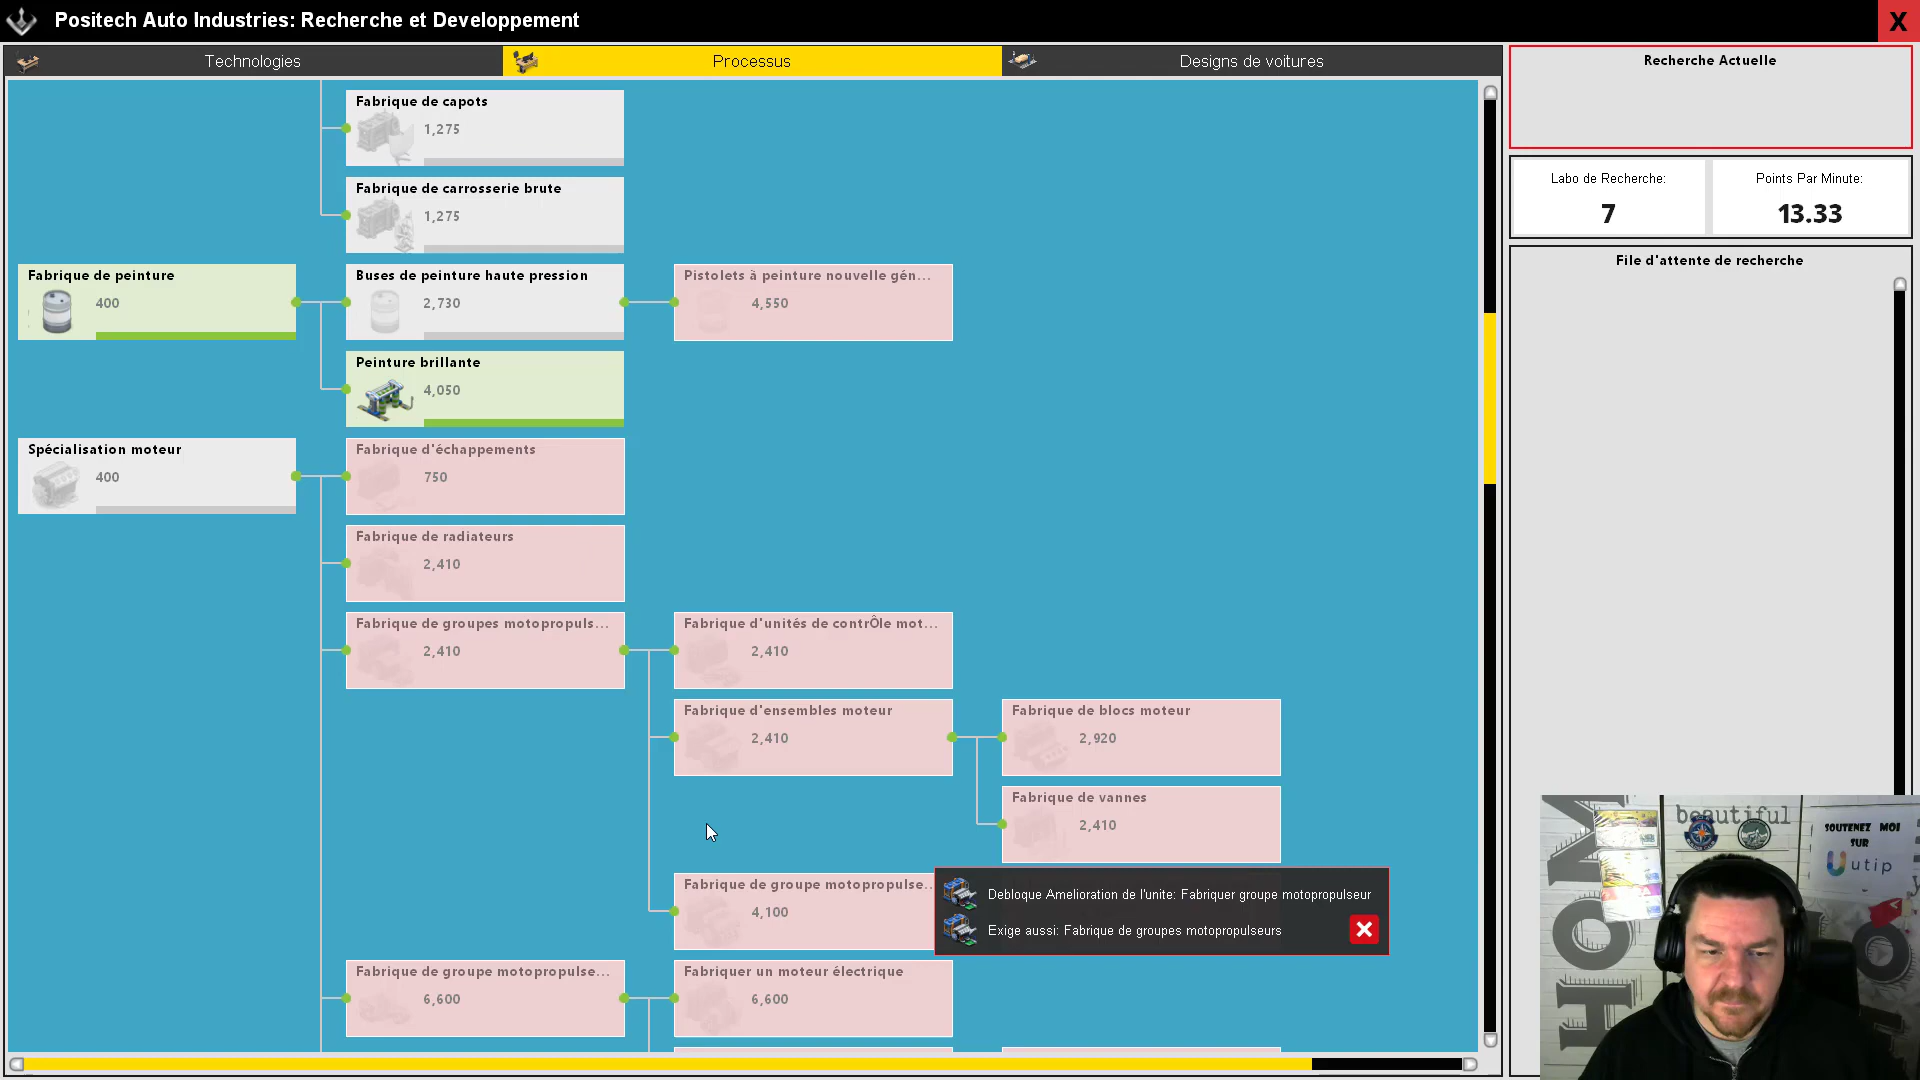 Positech Auto Industries: Recherche et Developpement
X
Technologies
Processus
Designs de voitures
Fabrique de capots
1,275
Fabrique de carrosserie brute
1,275
Fabrique de peinture
400
Buses de peinture haute pression
2,730
Pistolets à peinture nouvelle gén...
4,550
Peinture brillante
4,050
Spécialisation moteur
400
Fabrique d'échappements
750
Fabrique de radiateurs
2,410
Fabrique de groupes motopropuls...
2,410
Fabrique d'unités de contrÔle mot...
2,410
Fabrique d'ensembles moteur
2,410
Fabrique de blocs moteur
2,920
Fabrique de vannes
2,410
Fabrique de groupe motopropulse...
4,100
Debloque Amelioration de l'unite: Fabriquer groupe motopropulseur
Exige aussi: Fabrique de groupes motopropulseurs
Fabrique de groupe motopropulse...
6,600
Fabriquer un moteur électrique
6,600
Recherche Actuelle
Labo de Recherche:
7
Points Par Minute:
13.33
File d'attente de recherche
beautiful
SOUTENEZ MOI
SUR
utip